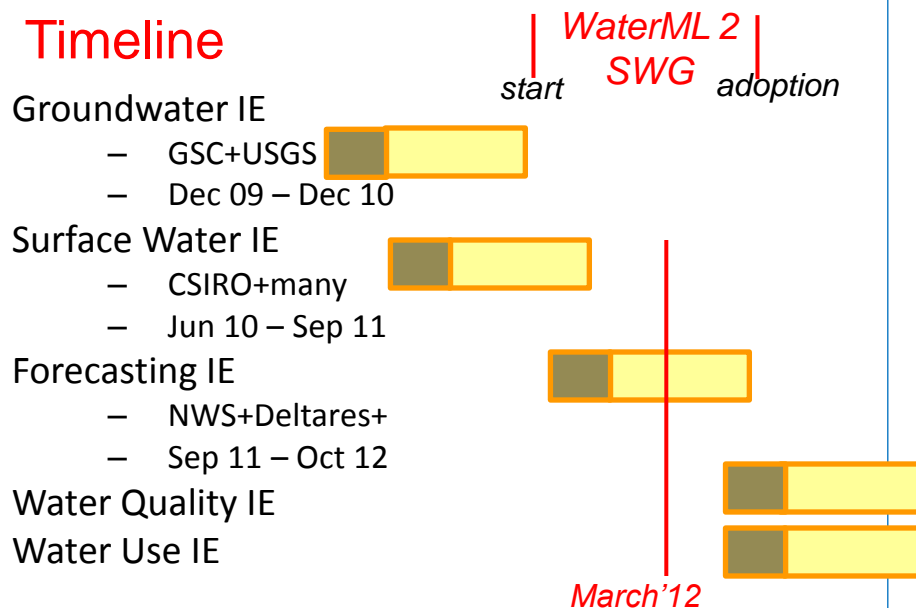 Timeline
WaterML 2
SWG
start
adoption
Groundwater IE
– GSC+USGS
– Dec 09 – Dec 10
Surface Water IE
– CSIRO+many
– Jun 10 – Sep 11
Forecasting IE
– NWS+Deltares+
– Sep 11 – Oct 12
Water Quality IE
Water Use IE
March'12